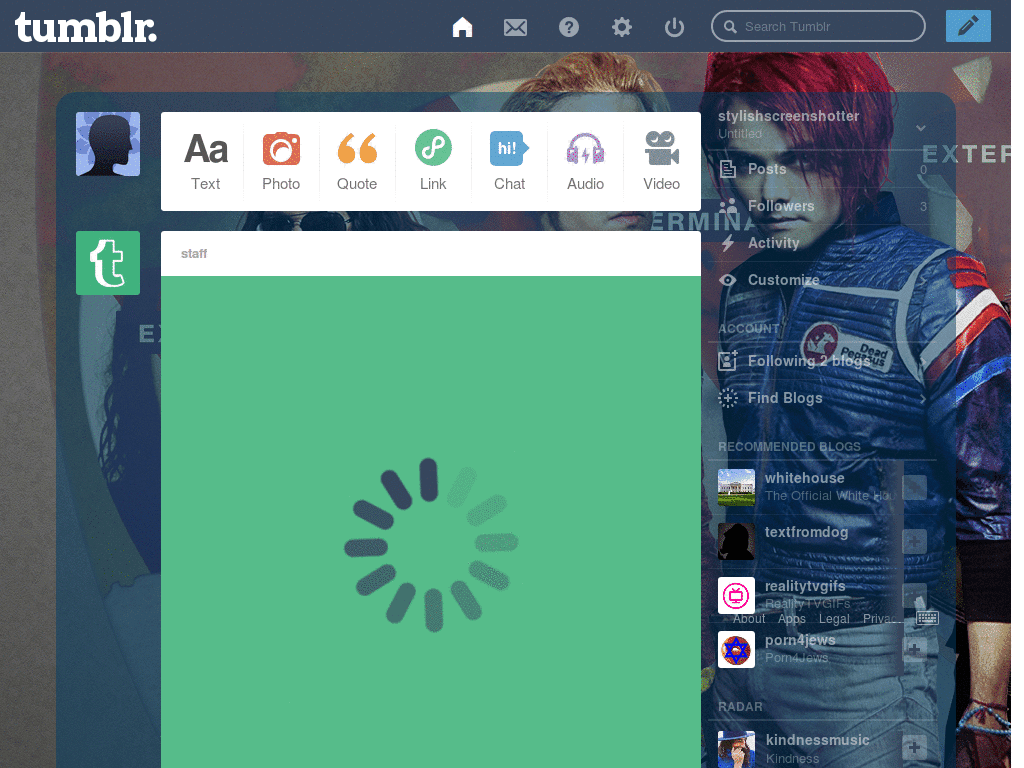 tumblr.
Search Tumblr
EXTER
stylishscreenshotter
Untitled
Aa
hi!
Text
Photo
Quote
Link
Chat
Audio
Video
Posts
0
Followers
3
ERMINA
Activity
staff
Customize
EX
ACCOUNT
Dead
Pegasus
Following 2 blogs
Find Blogs
RECOMMENDED BLOGS
whitehouse
The Official White Ho
textfromdog
realitytvgifs
RealityTVGIFs
About Apps Legal Privac
porn4jews
Porn4Jews
RADAR
kindnessmusic
Kindness